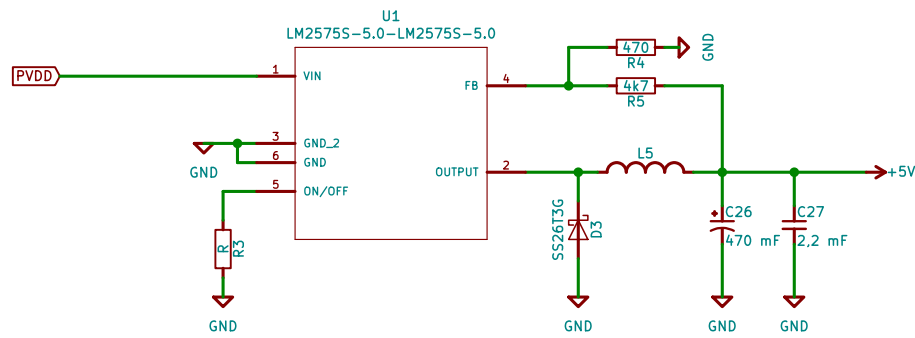 U1
LM2575S-5.0-LM2575S-5.0
PVDD
1
VIN
3
GND_2
6
GND
5
ON/OFF
GND
R
R3
GND
FB
4
OUTPUT
2
470
R4
GND
4k7
R5
L5
+5V
SS26T3G
D3
GND
C26
470 mF
GND
C27
2,2 mF
GND